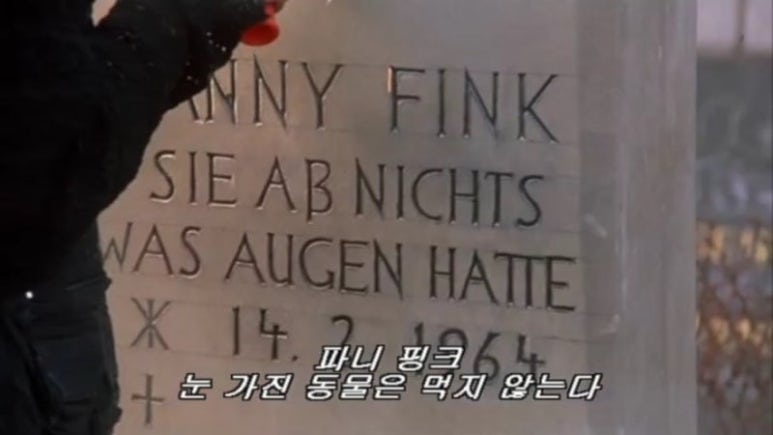 ANNY FINK
SIE Aß NICHTS
WAS AUGEN HATTE
14. 2. 1964
파니 핑크
눈 가진 동물은 먹지 않는다